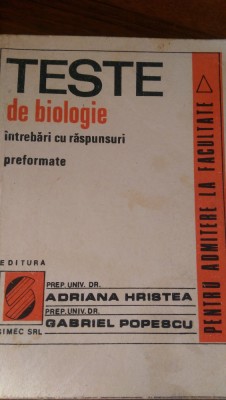 TESTE
de biologie
întrebări cu răspunsuri
preformate
PENTRU ADMITERE LA FACULTATE
EDITURA
SIMEC SRL
PREP. UNIV. DR.
ADRIANA HRISTEA
PREP. UNIV. DR.
GABRIEL POPESCU